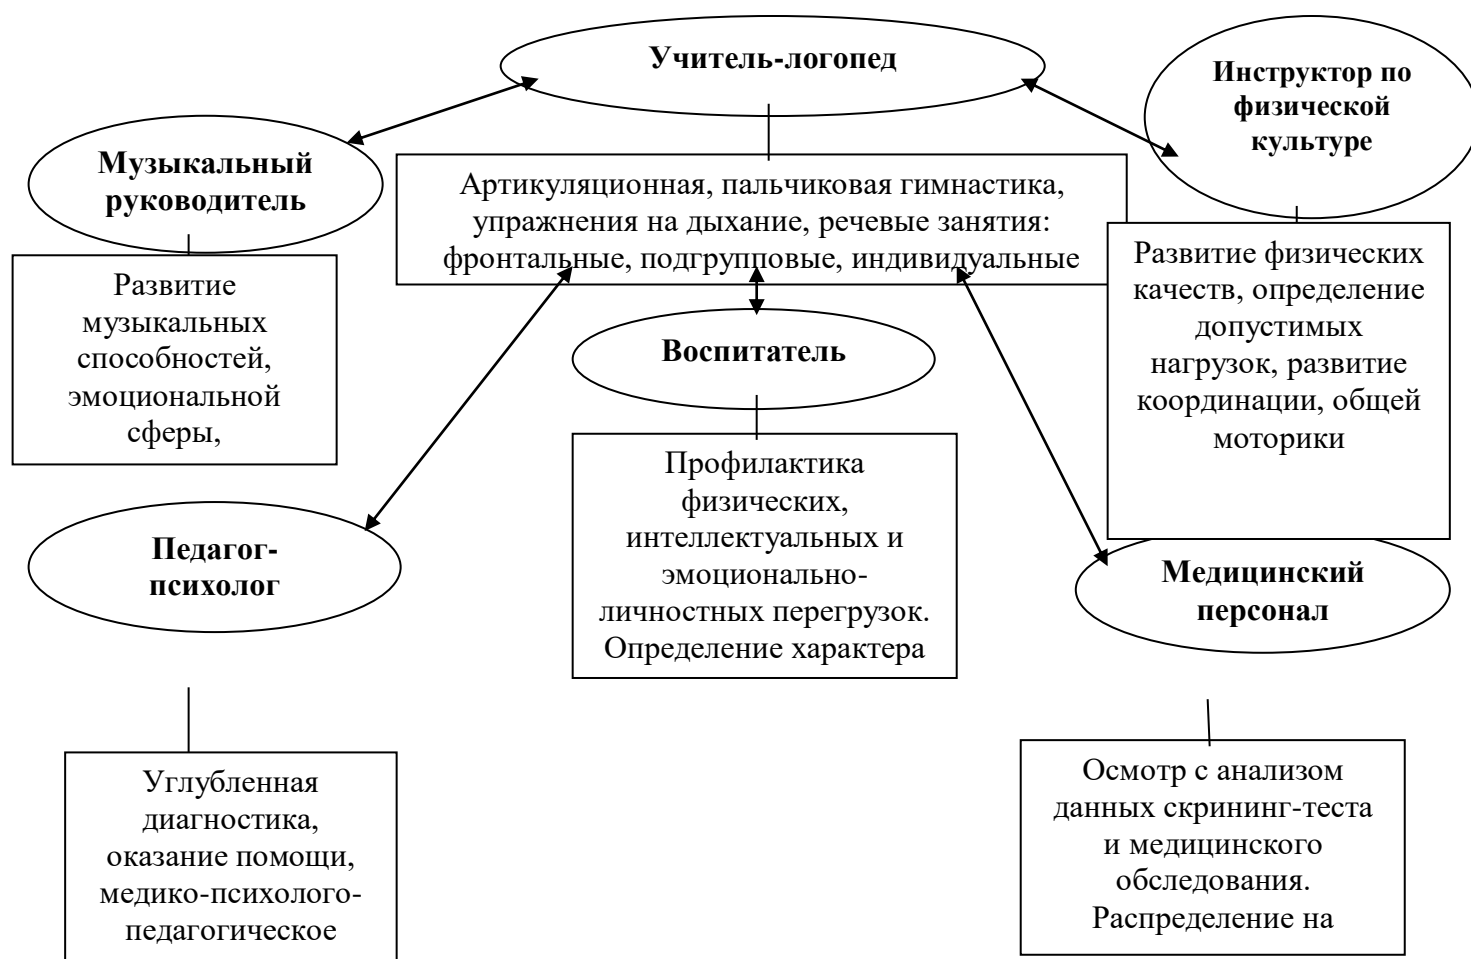 Учитель-логопед
Инструктор по
физической
культуре
Музыкальный
руководитель
Артикуляционная, пальчиковая гимнастика,
упражнения на дыхание, речевые занятия:
фронтальные, подгрупповые, индивидуальные
Развитие
музыкальных
способностей,
эмоциональной
сферы,
Развитие физических
качеств, определение
допустимых
нагрузок, развитие
координации, общей
моторики
Воспитатель
Профилактика
физических,
интеллектуальных и
эмоционально-
личностных перегрузок.
Определение характера
Педагог-
психолог
Медицинский
персонал
Углубленная
диагностика,
оказание помощи,
медико-психолого-
педагогическое
Осмотр с анализом
данных скрининг-теста
и медицинского
обследования.
Распределение на